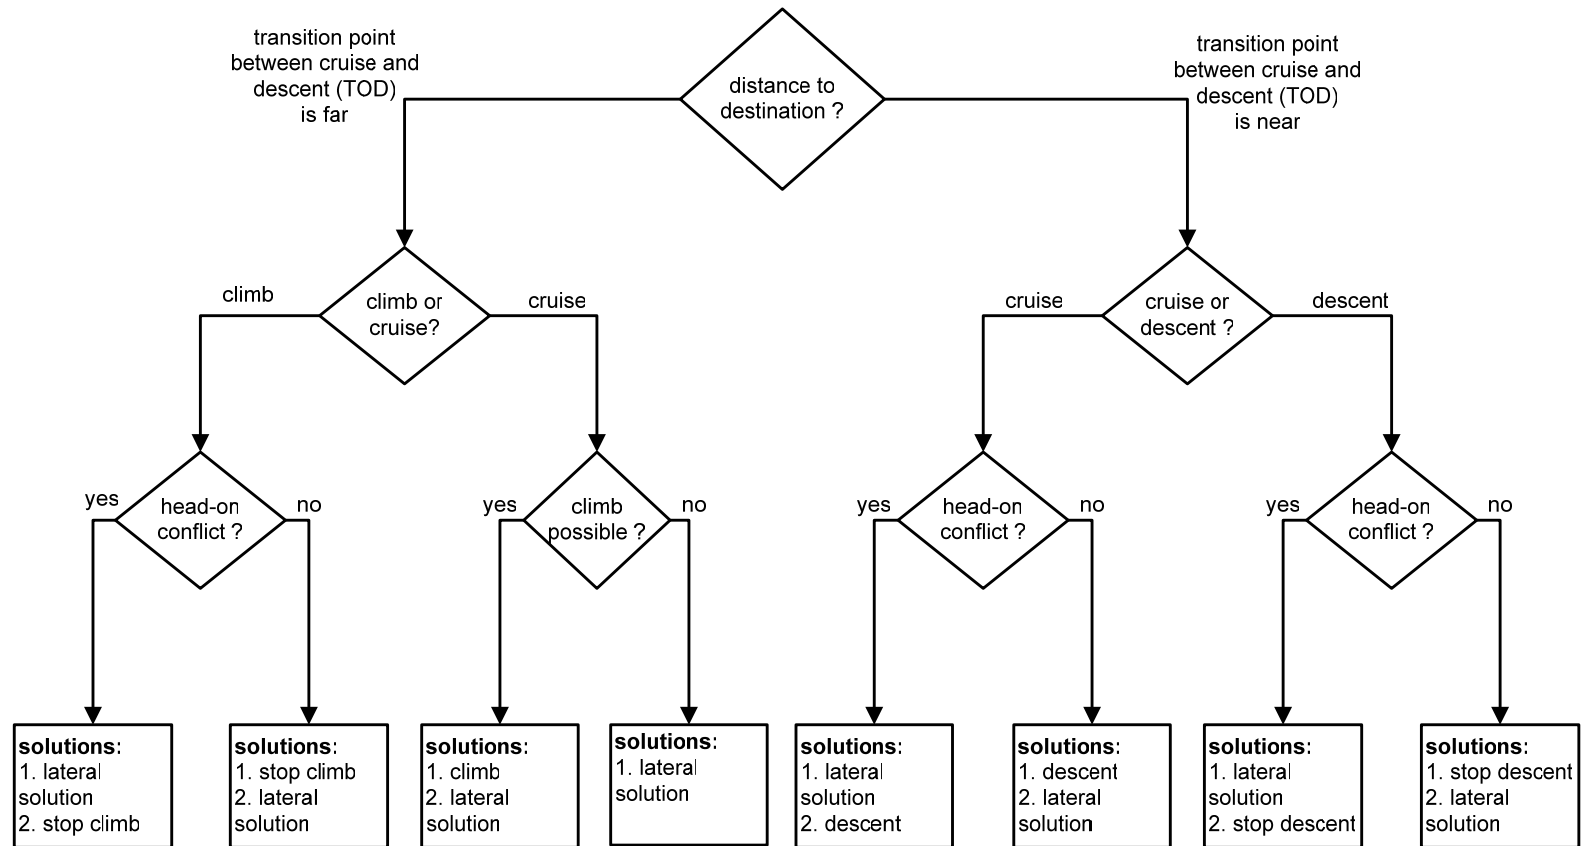 transition point
between cruise and
descent (TOD)
is far
distance to
destination ?
transition point
between cruise and
descent (TOD)
is near
climb
climb or
cruise?
cruise
cruise
cruise or
descent ?
descent
yes
head-on
conflict ?
no
yes
climb
possible ?
no
yes
head-on
conflict ?
no
yes
head-on
conflict ?
no
solutions:
1. lateral
solution
2. stop climb
solutions:
1. stop climb
2. lateral
solution
solutions:
1. climb
2. lateral
solution
solutions:
1. lateral
solution
solutions:
1. lateral
solution
2. descent
solutions:
1. descent
2. lateral
solution
solutions:
1. lateral
solution
2. stop descent
solutions:
1. stop descent
2. lateral
solution